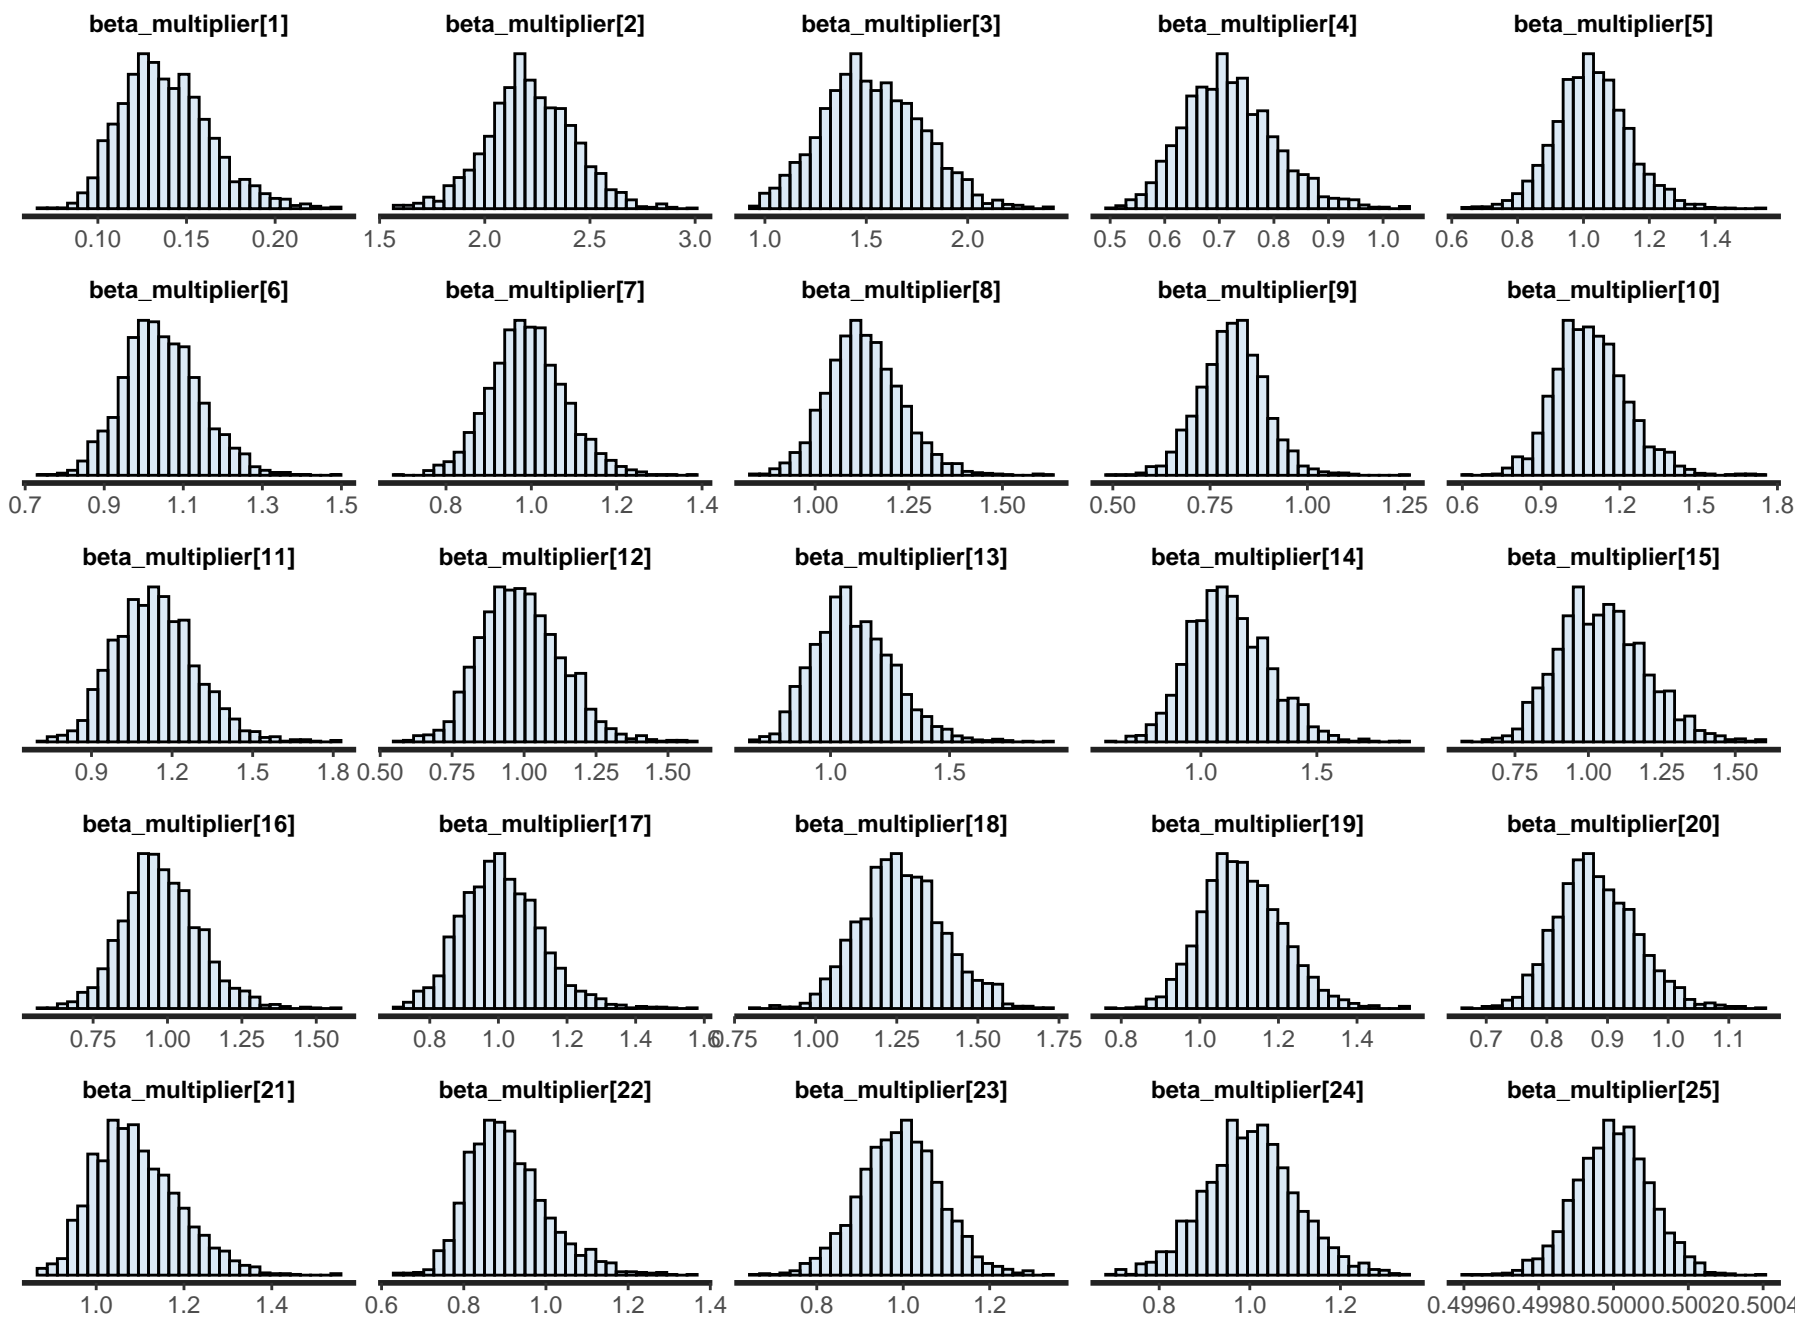 beta_multiplier[1] beta_multiplier[2] beta_multiplier[3] beta_multiplier[4] beta_multiplier[5]
0.10 0.15 0.20 1.5 2.0 2.5 3.0 1.0 1.5 2.0 0.5 0.6 0.7 0.8 0.9 1.0 0.6 0.8 1.0 1.2 1.4
beta_multiplier[6] beta_multiplier[7] beta_multiplier[8] beta_multiplier[9] beta_multiplier[10]
0.7 0.9 1.1 1.3 1.5 0.8 1.0 1.2 1.4 1.00 1.25 1.50 0.50 0.75 1.00 1.25 0.6 0.9 1.2 1.5 1.8
beta_multiplier[11] beta_multiplier[12] beta_multiplier[13] beta_multiplier[14] beta_multiplier[15]
0.9 1.2 1.5 1.8 0.50 0.75 1.00 1.25 1.50 1.0 1.5 1.0 1.5 0.75 1.00 1.25 1.50
beta_multiplier[16] beta_multiplier[17] beta_multiplier[18] beta_multiplier[19] beta_multiplier[20]
0.75 1.00 1.25 1.50 0.8 1.0 1.2 1.4 1.6 0.75 1.00 1.25 1.50 1.75 0.8 1.0 1.2 1.4 0.7 0.8 0.9 1.0 1.1
beta_multiplier[21] beta_multiplier[22] beta_multiplier[23] beta_multiplier[24] beta_multiplier[25]
1.0 1.2 1.4 0.6 0.8 1.0 1.2 1.4 0.8 1.0 1.2 0.8 1.0 1.2 0.4996 0.4998 0.5000 0.5002 0.5004